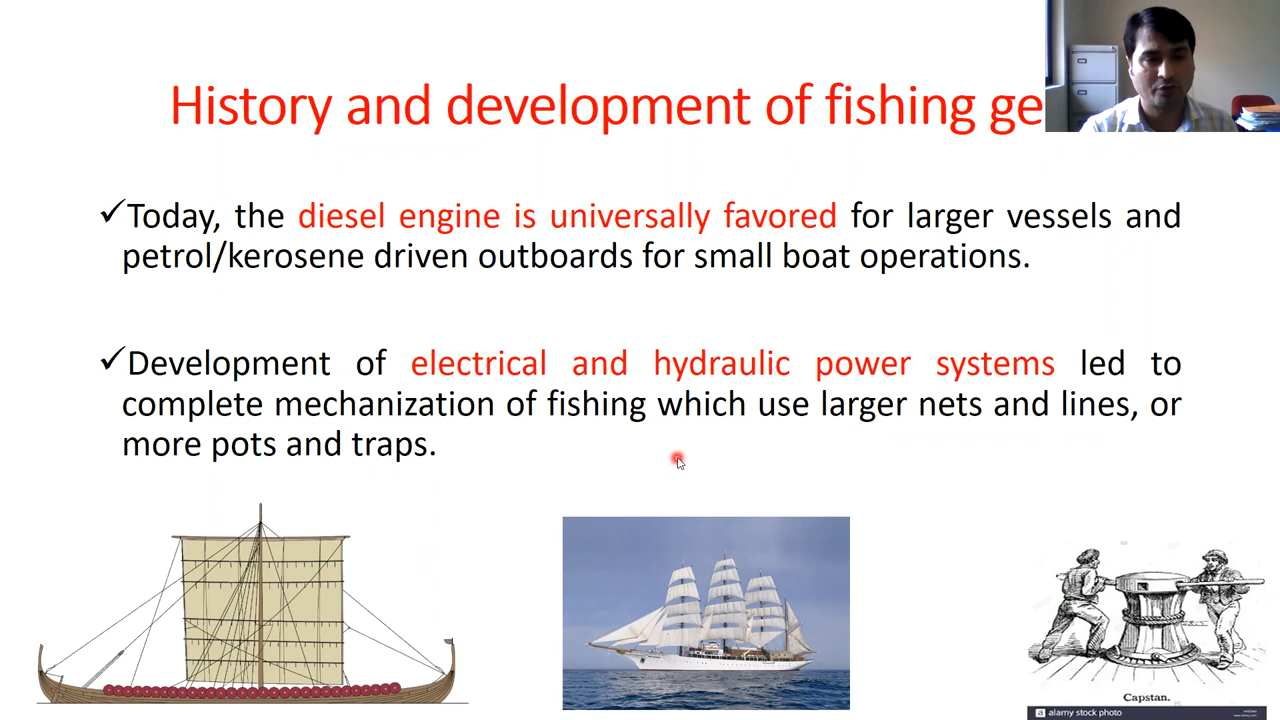 History and development of fishing ge
✓Today, the diesel engine is universally favored for larger vessels and
petrol/kerosene driven outboards for small boat operations.
✓Development of electrical and hydraulic power systems led to
complete mechanization of fishing which use larger nets and lines, or
more pots and traps.
Capstan.
a alamy stock photo